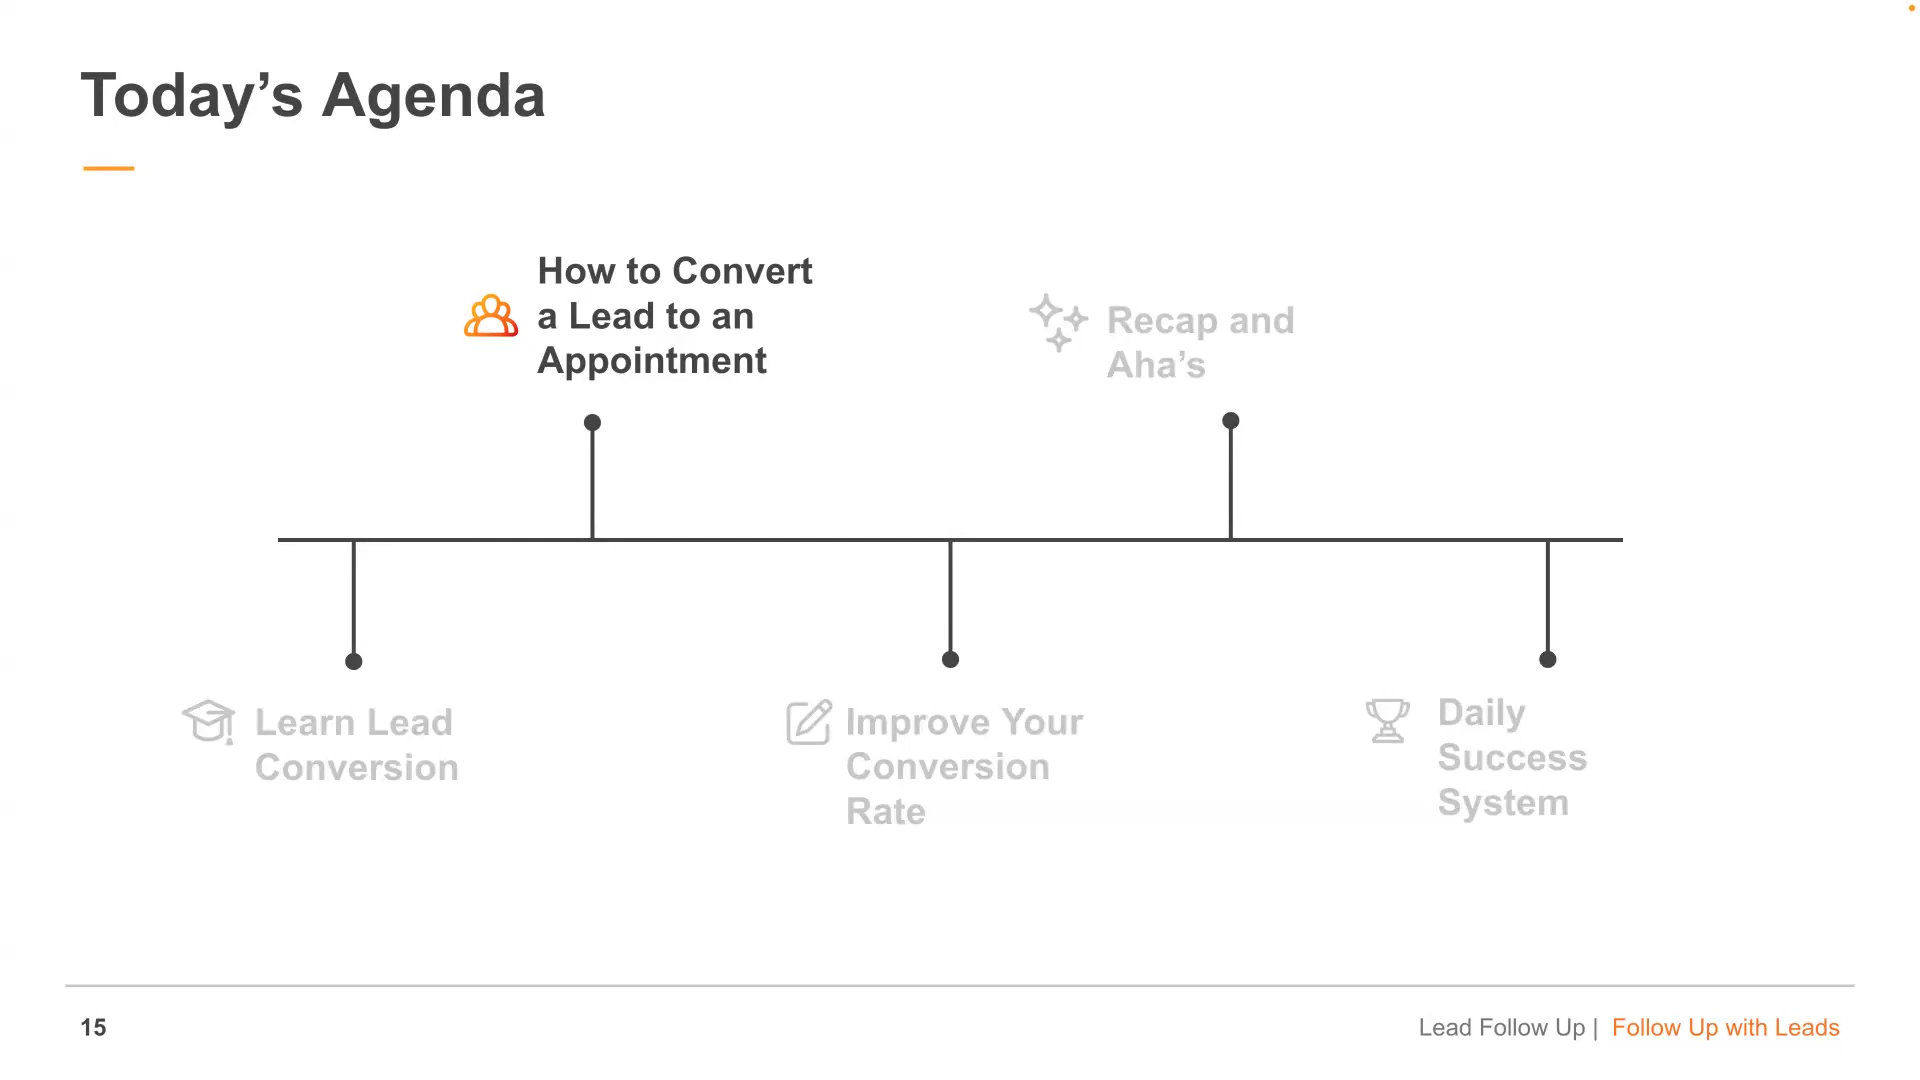 Today’s Agenda
How to Convert
a Lead to an
Appointment
Recap and
Aha’s
Learn Lead
Conversion
Improve Your
Conversion
Rate
Daily
Success
System
15
Lead Follow Up | Follow Up with Leads